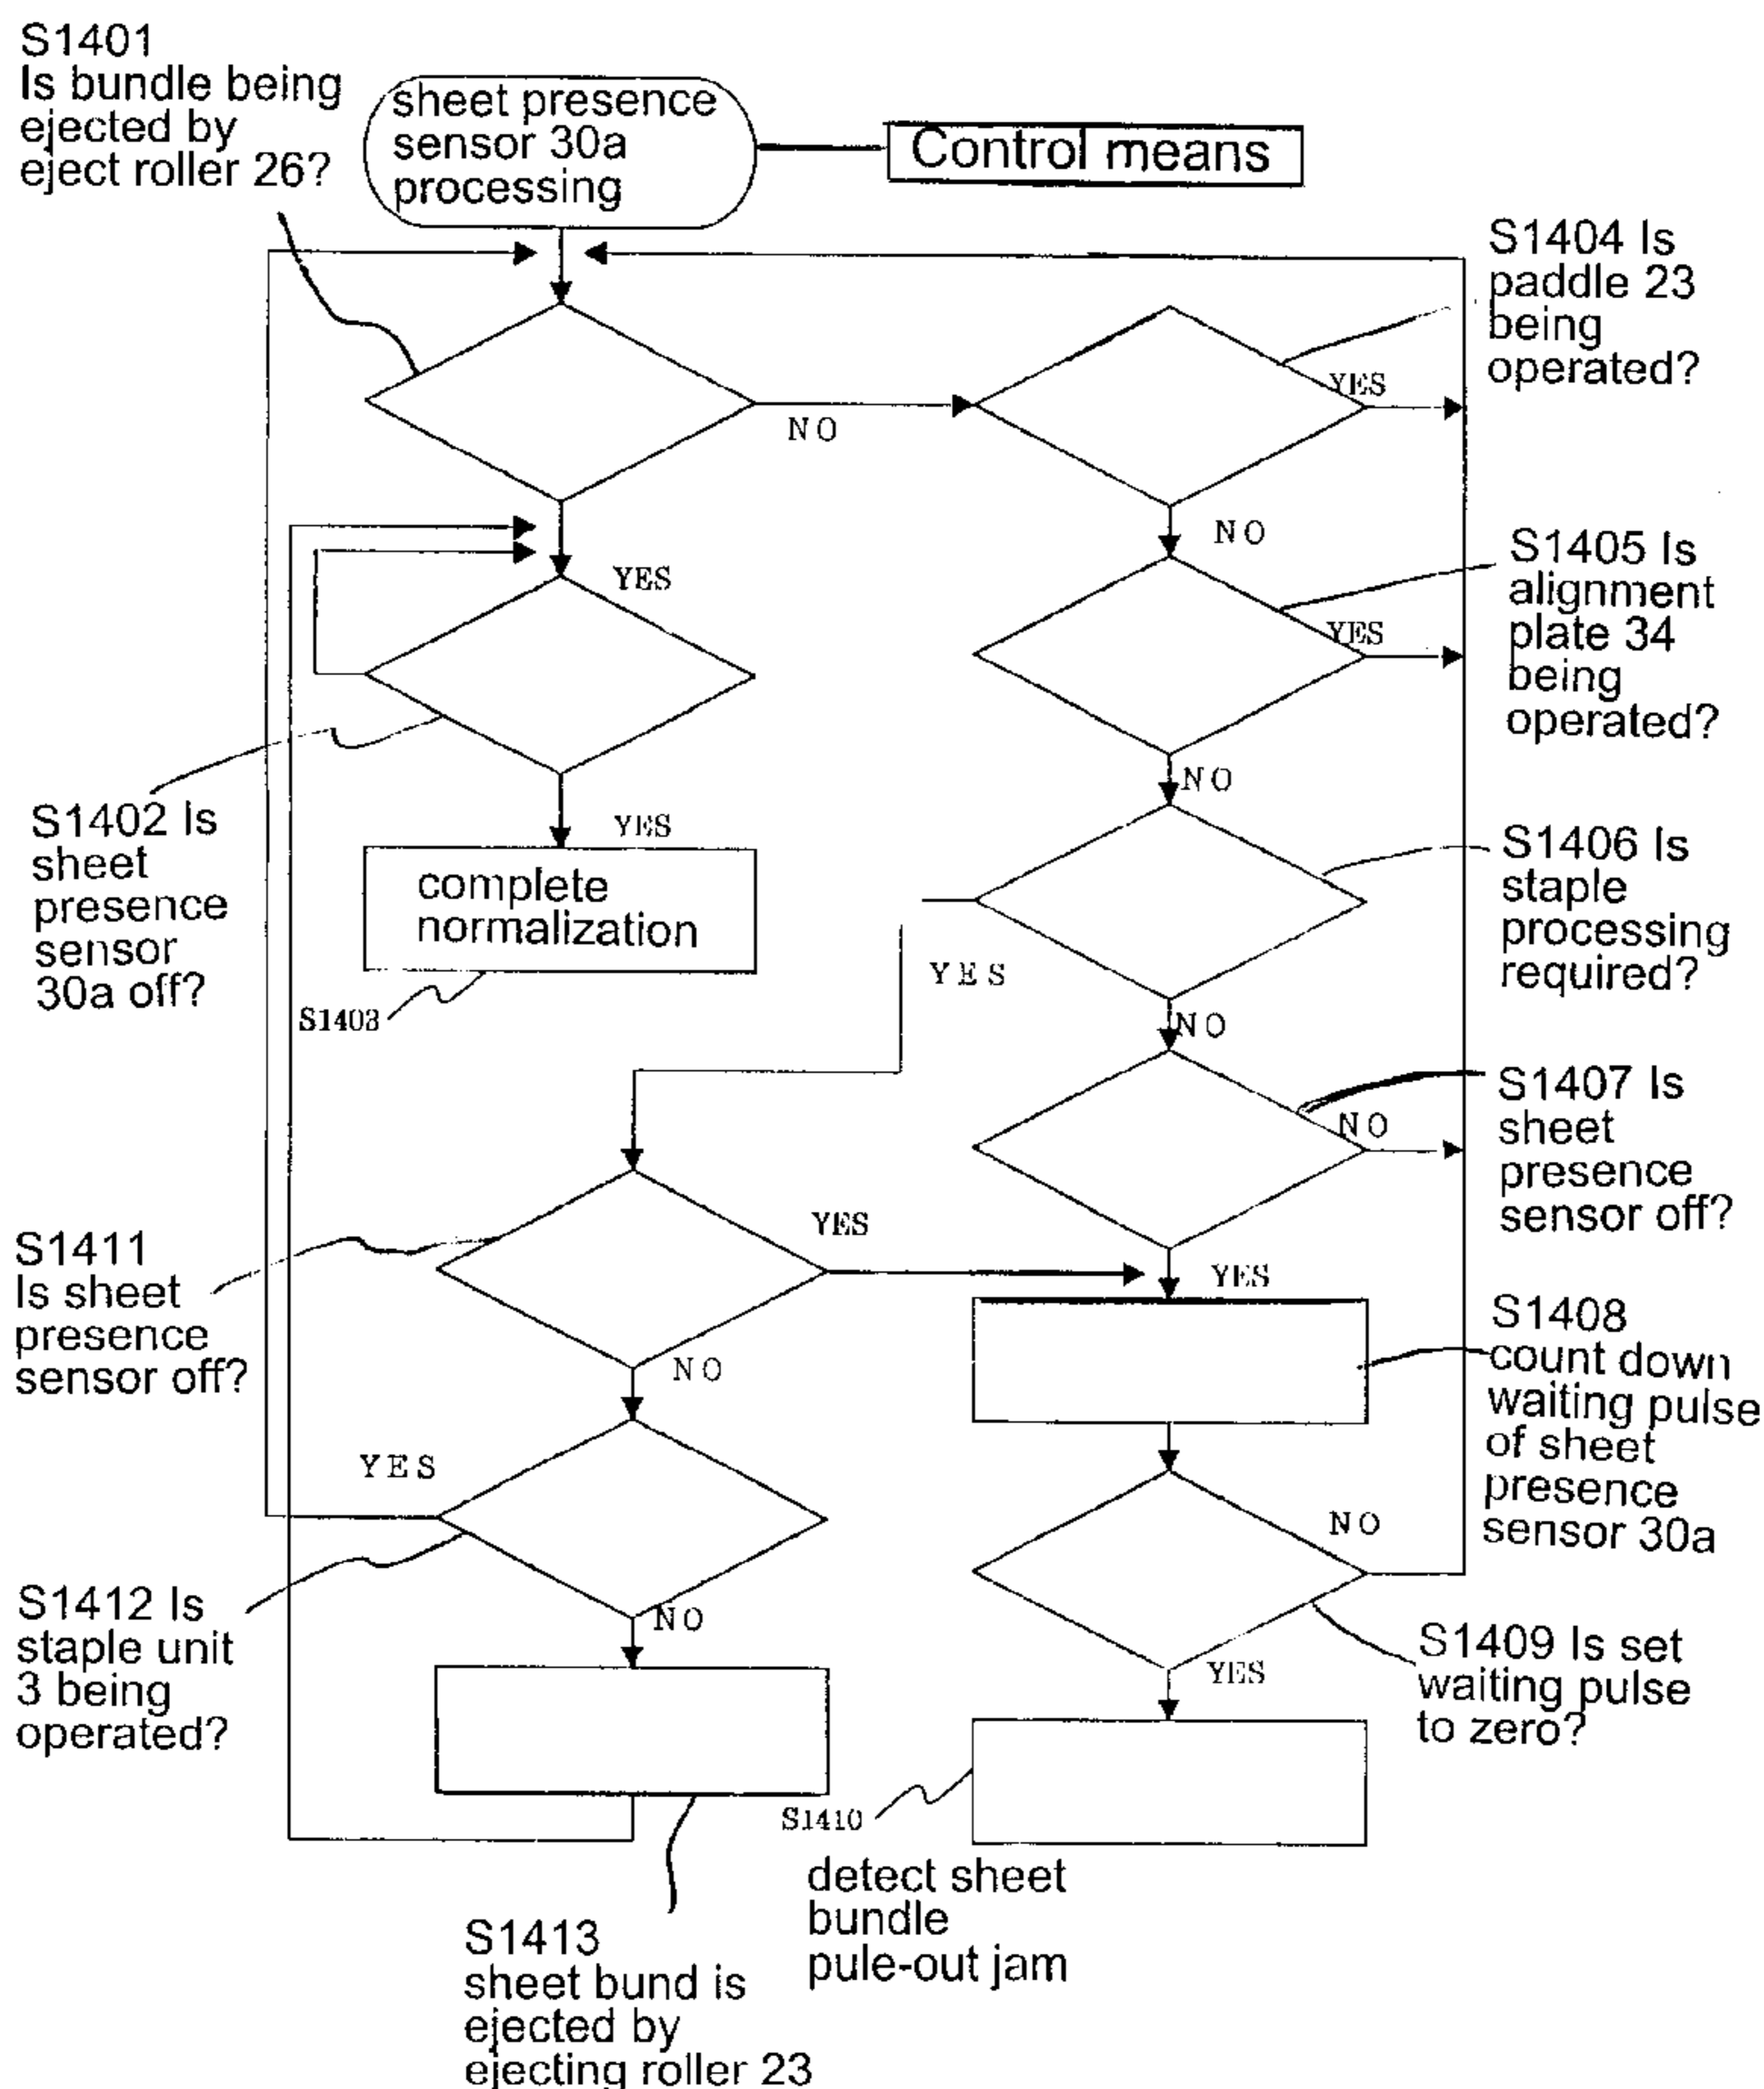 S1401
Is bundle being
ejected by
eject roller 26?
sheet presence
sensor 30a
processing
Control means
S1404 Is
paddle 23
being
operated?
YES
NO
NO
YES
S1405 Is
alignment
plate 34
being
operated?
YES
NO
S1402 Is
sheet
presence
sensor
30a off?
YES
complete
normalization
S1403
S1406 Is
staple
processing
required?
YES
NO
S1407 Is
sheet
presence
sensor off?
NO
S1411
Is sheet
presence
sensor off?
YES
YES
NO
S1408
count down
waiting pulse
of sheet
presence
sensor 30a
YES
NO
S1412 Is
staple unit
3 being
operated?
NO
S1409 Is set
waiting pulse
to zero?
YES
S1410
detect sheet
bundle
pule-out jam
S1413
sheet bund is
ejected by
ejecting roller 23